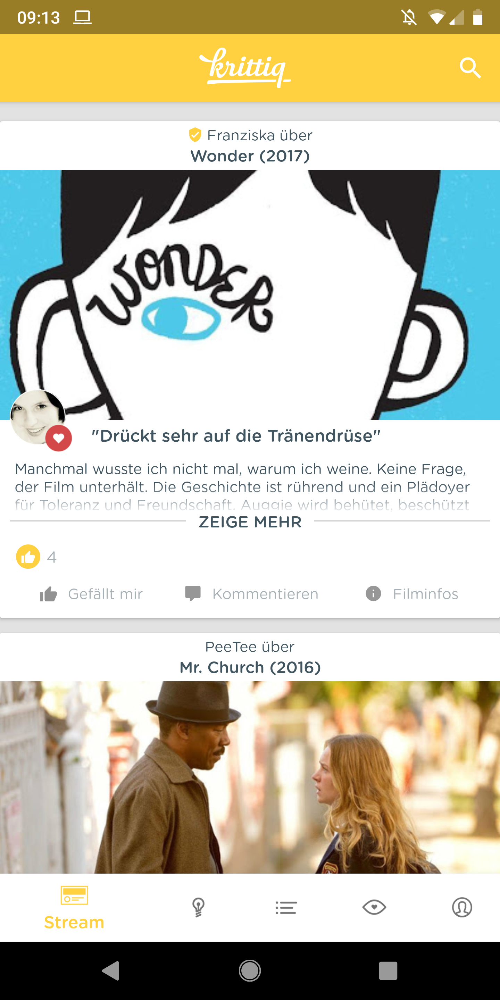 09:13
krittiq
Franziska über
Wonder (2017)
WONDER
"Drückt sehr auf die Tränendrüse"
Manchmal wusste ich nicht mal, warum ich weine. Keine Frage,
der Film unterhält. Die Geschichte ist rührend und ein Plädoyer
für Toleranz und Freundschaft. Auggie wird behütet, beschützt
ZEIGE MEHR
4
Gefällt mir
Kommentieren
Filminfos
PeeTee über
Mr. Church (2016)
Stream